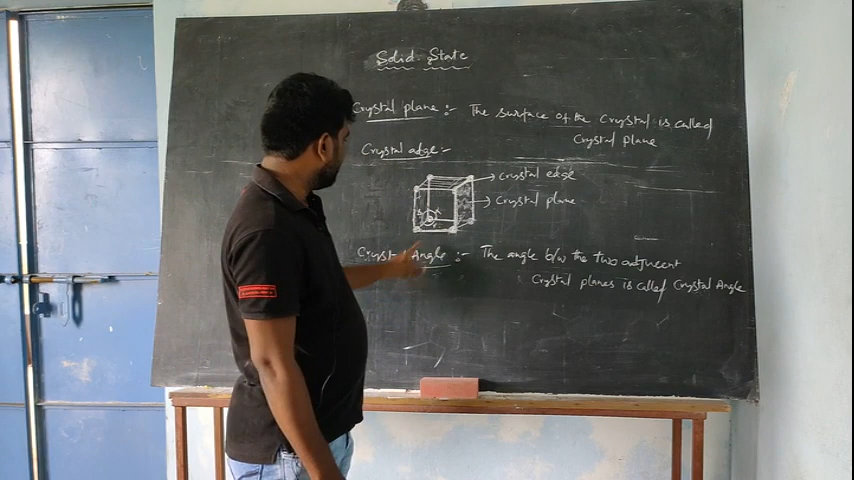 Solid State
Crystal plane :- The surface of the Crystal is called
Crystal plane
Crystal edge :-
crystal edge
Crystal plane
Crystal Angle :- The angle b/w the two adjucent
Crystal planes is called Crystal Angle